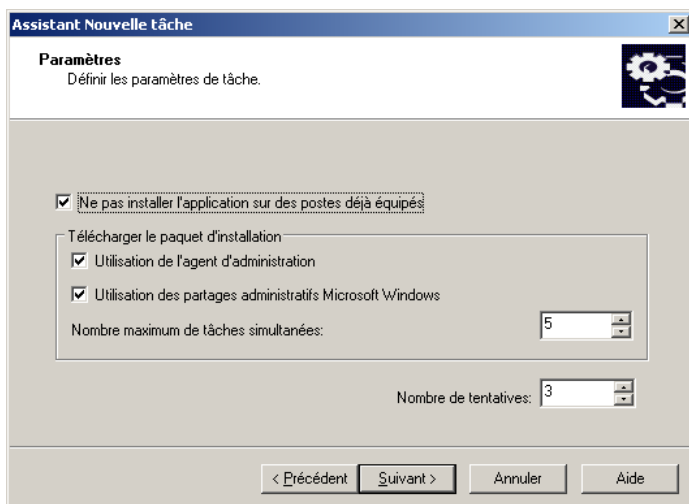 Assistant Nouvelle tâche
Paramètres
Définir les paramètres de tâche.
Ne pas installer l'application sur des postes déjà équipés
Télécharger le paquet d'installation
Utilisation de l'agent d'administration
Utilisation des partages administratifs Microsoft Windows
Nombre maximum de tâches simultanées: 5
Nombre de tentatives: 3
< Précédent Suivant > Annuler Aide